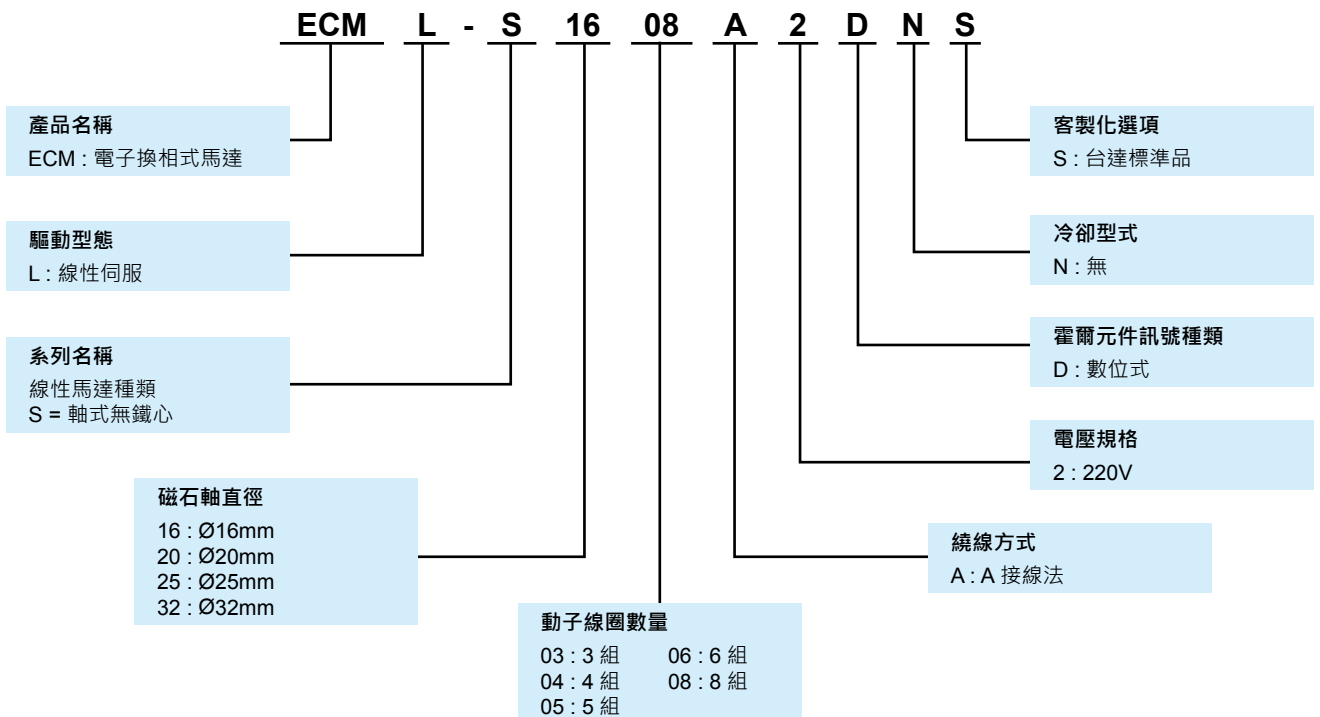 ECM L - S 16 08 A 2 D N S
產品名稱
ECM : 電子換相式馬達
驅動型態
L : 線性伺服
系列名稱
線性馬達種類
S = 軸式無鐵心
磁石軸直徑
16 : Ø16mm
20 : Ø20mm
25 : Ø25mm
32 : Ø32mm
動子線圈數量
03 : 3 組 06 : 6 組
04 : 4 組 08 : 8 組
05 : 5 組
繞線方式
A : A 接線法
電壓規格
2 : 220V
霍爾元件訊號種類
D : 數位式
冷卻型式
N : 無
客製化選項
S : 台達標準品